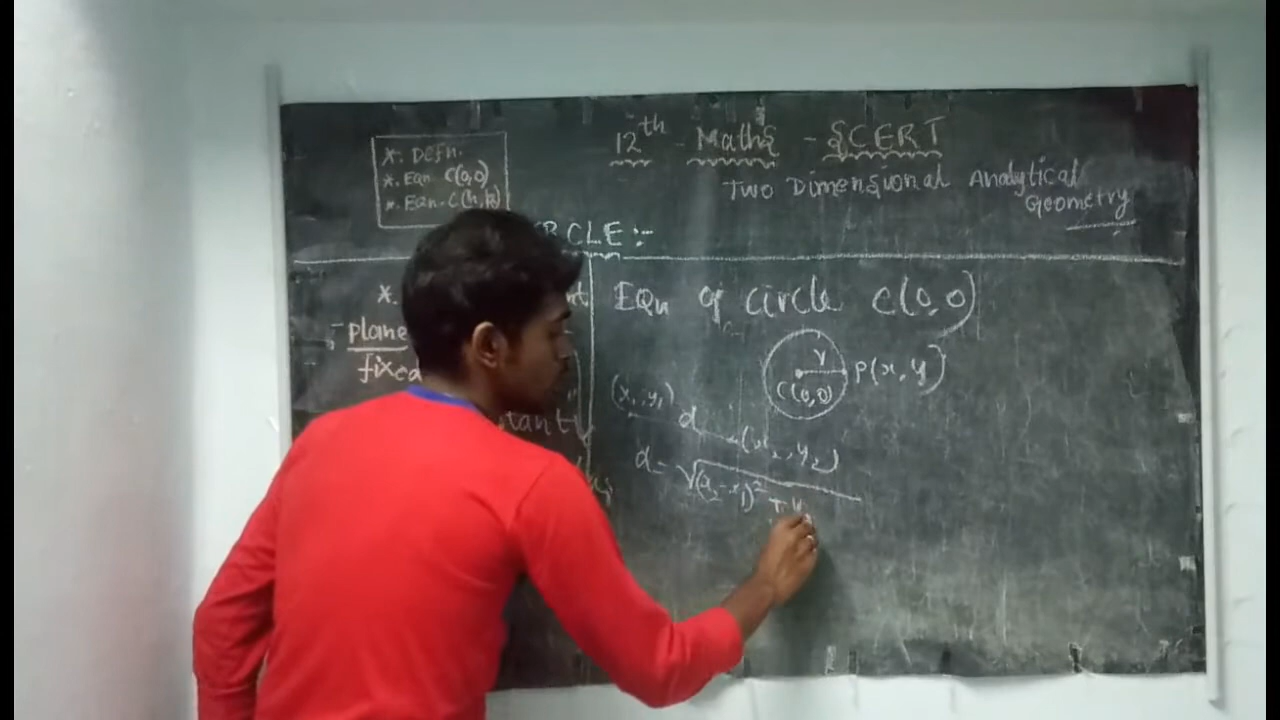 12th - Maths - SCERT
Two Dimensional Analytical
Geometry
*. Defn.
*. Eqn C(0,0)
*. Eqn. C(h,k)
RCLE:-
*.
plane
fixed
tant
Eqn of circle C(0,0)
r
P(x,y)
C(0,0)
(x₁,y₁) d (x₂,y₂)
d=√(x₂-x₁)² + y₂